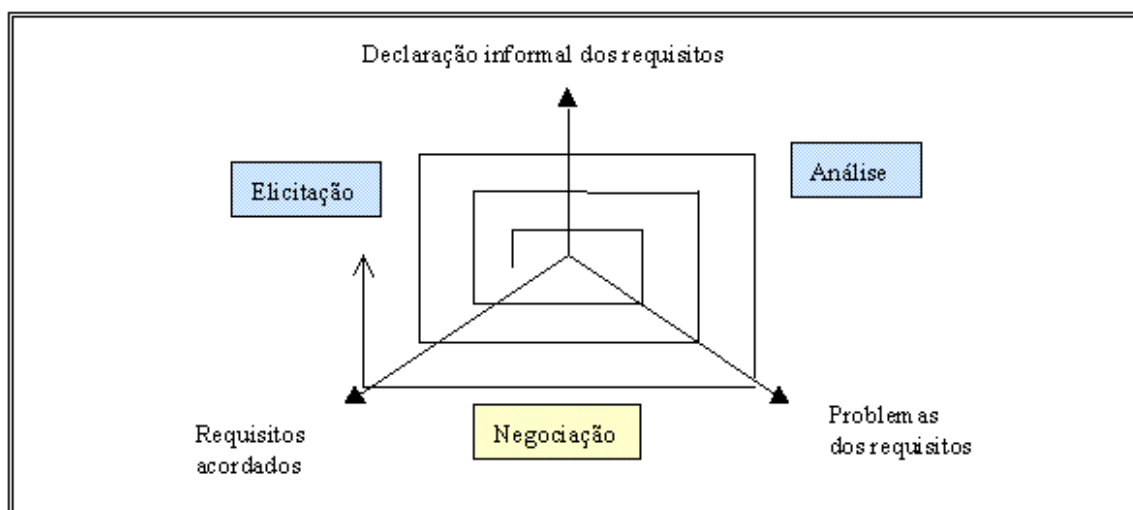 Declaração informal dos requisitos
Elicitação
Análise
Requisitos
acordados
Negociação
Problemas
dos requisitos